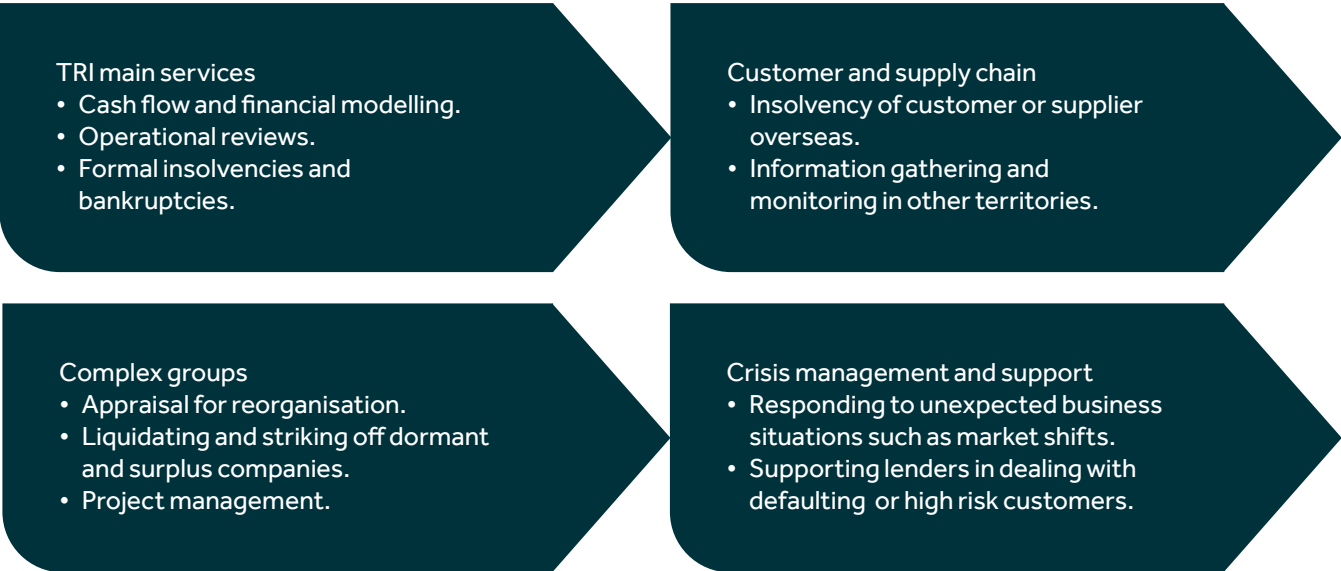 TRI main services
• Cash flow and financial modelling.
• Operational reviews.
• Formal insolvencies and
bankruptcies.
Customer and supply chain
• Insolvency of customer or supplier
overseas.
• Information gathering and
monitoring in other territories.
Complex groups
• Appraisal for reorganisation.
• Liquidating and striking off dormant
and surplus companies.
• Project management.
Crisis management and support
• Responding to unexpected business
situations such as market shifts.
• Supporting lenders in dealing with
defaulting or high risk customers.